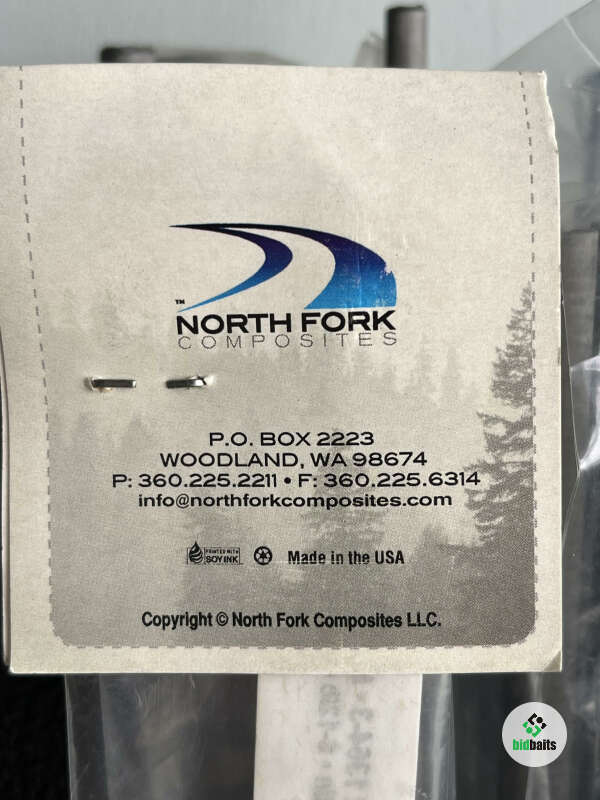 ™
NORTH FORK
COMPOSITES
P.O. BOX 2223
WOODLAND, WA 98674
P: 360.225.2211 • F: 360.225.6314
info@northforkcomposites.com
PRINTED WITH
SOY INK
Made in the USA
Copyright © North Fork Composites LLC.
bidbaits